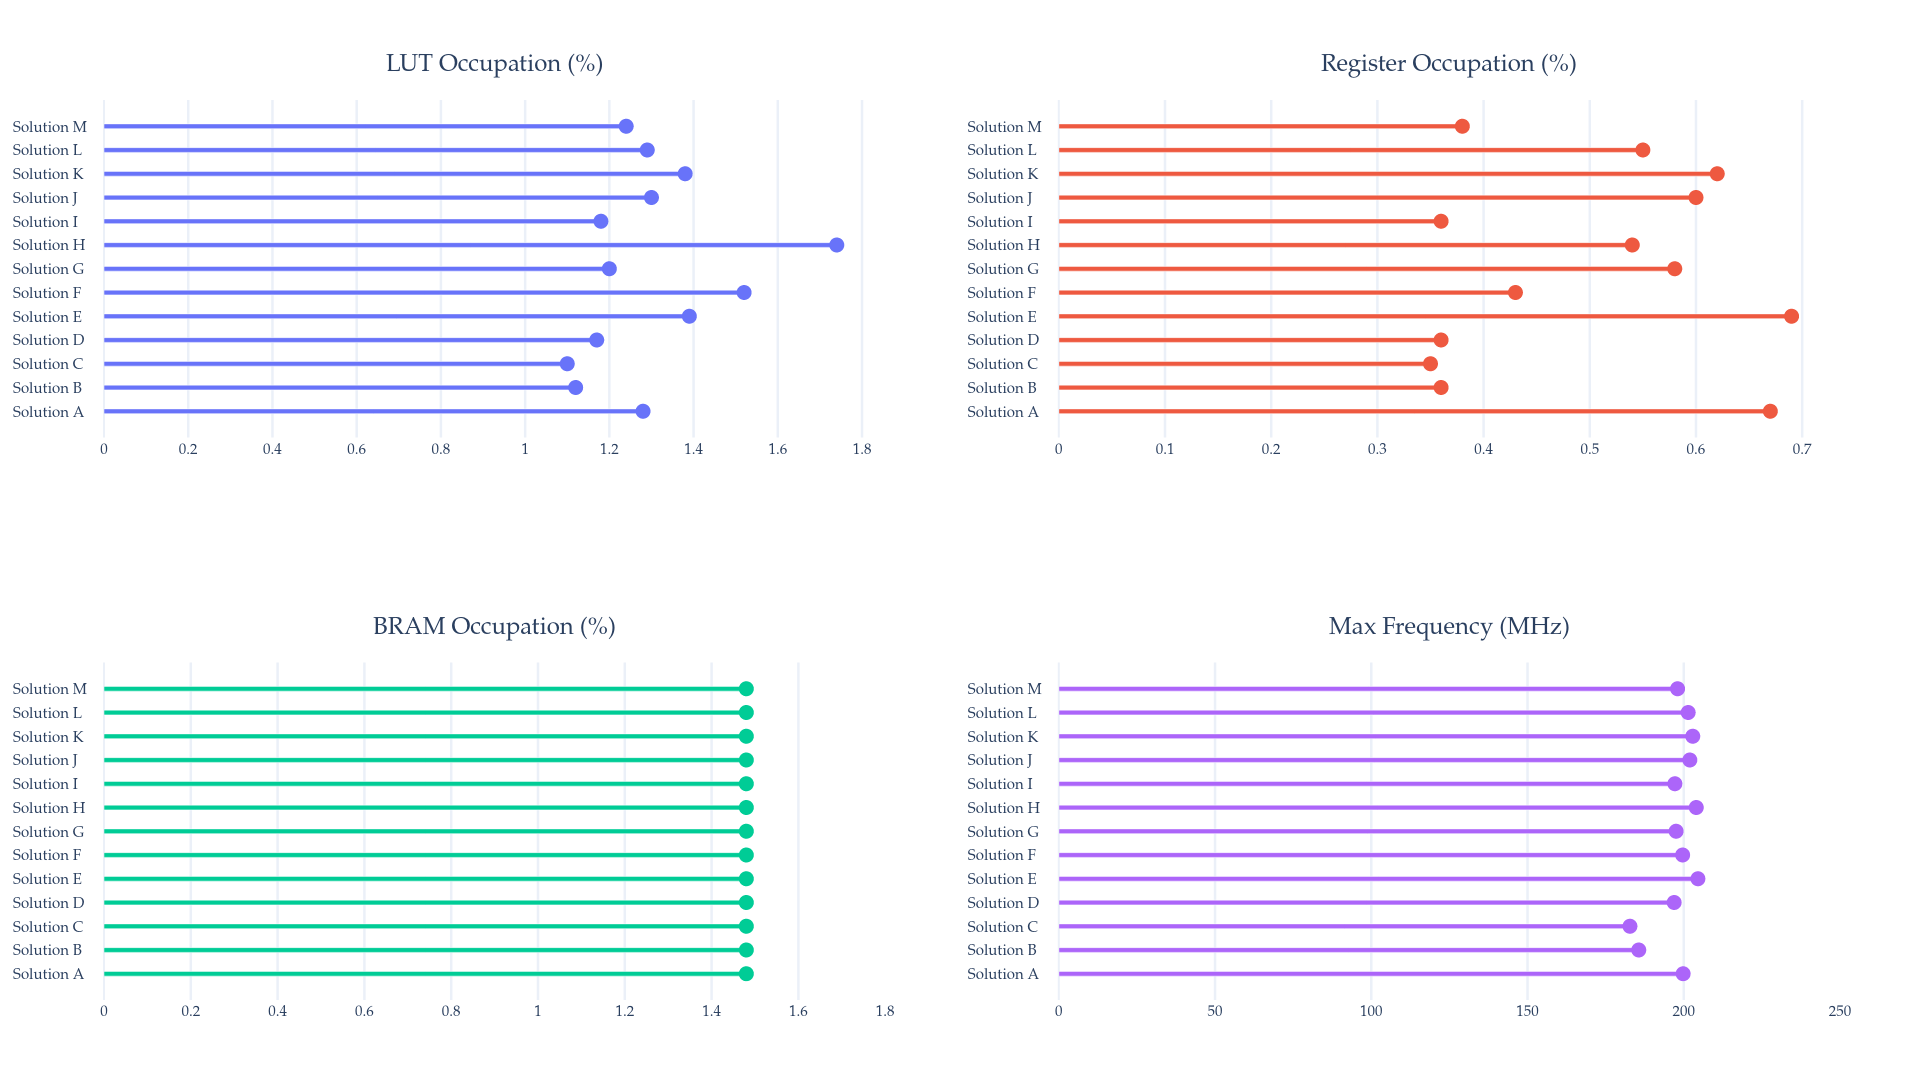 LUT Occupation (%)
Solution M
Solution L
Solution K
Solution J
Solution I
Solution H
Solution G
Solution F
Solution E
Solution D
Solution C
Solution B
Solution A
0 0.2 0.4 0.6 0.8 1 1.2 1.4 1.6 1.8
Register Occupation (%)
Solution M
Solution L
Solution K
Solution J
Solution I
Solution H
Solution G
Solution F
Solution E
Solution D
Solution C
Solution B
Solution A
0 0.1 0.2 0.3 0.4 0.5 0.6 0.7
BRAM Occupation (%)
Solution M
Solution L
Solution K
Solution J
Solution I
Solution H
Solution G
Solution F
Solution E
Solution D
Solution C
Solution B
Solution A
0 0.2 0.4 0.6 0.8 1 1.2 1.4 1.6 1.8
Max Frequency (MHz)
Solution M
Solution L
Solution K
Solution J
Solution I
Solution H
Solution G
Solution F
Solution E
Solution D
Solution C
Solution B
Solution A
0 50 100 150 200 250